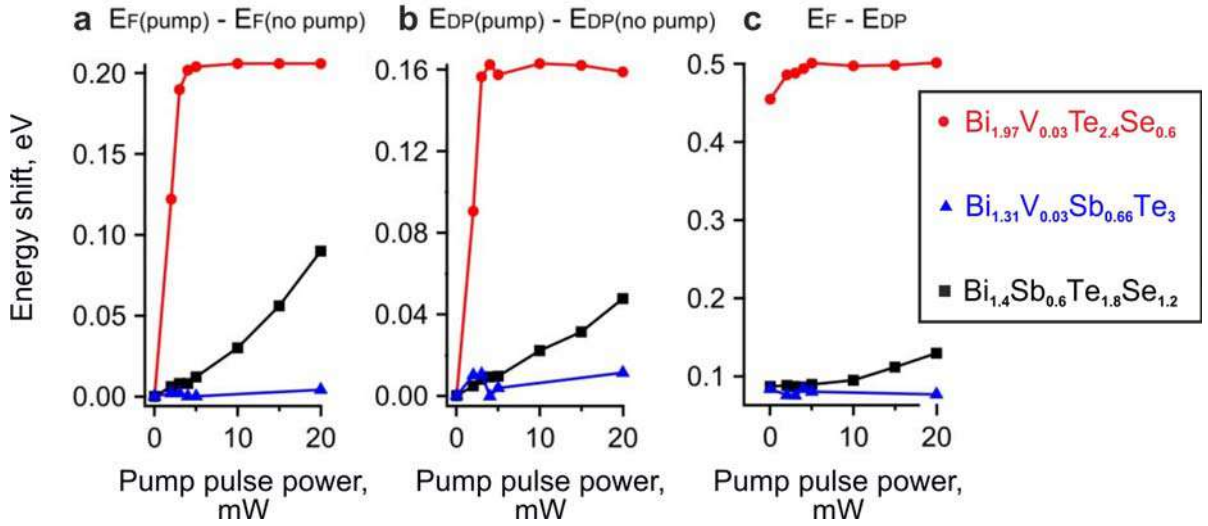 a EF(pump) - EF(no pump)
b EDP(pump) - EDP(no pump)
c EF - EDP
Energy shift, eV
0.20
0.15
0.10
0.05
0.00
0 10 20
Pump pulse power,
mW
0.16
0.12
0.08
0.04
0.00
0 10 20
Pump pulse power,
mW
0.5
0.4
0.3
0.2
0.1
0 10 20
Pump pulse power,
mW
Bi1.97V0.03Te2.4Se0.6
Bi1.31V0.03Sb0.66Te3
Bi1.4Sb0.6Te1.8Se1.2